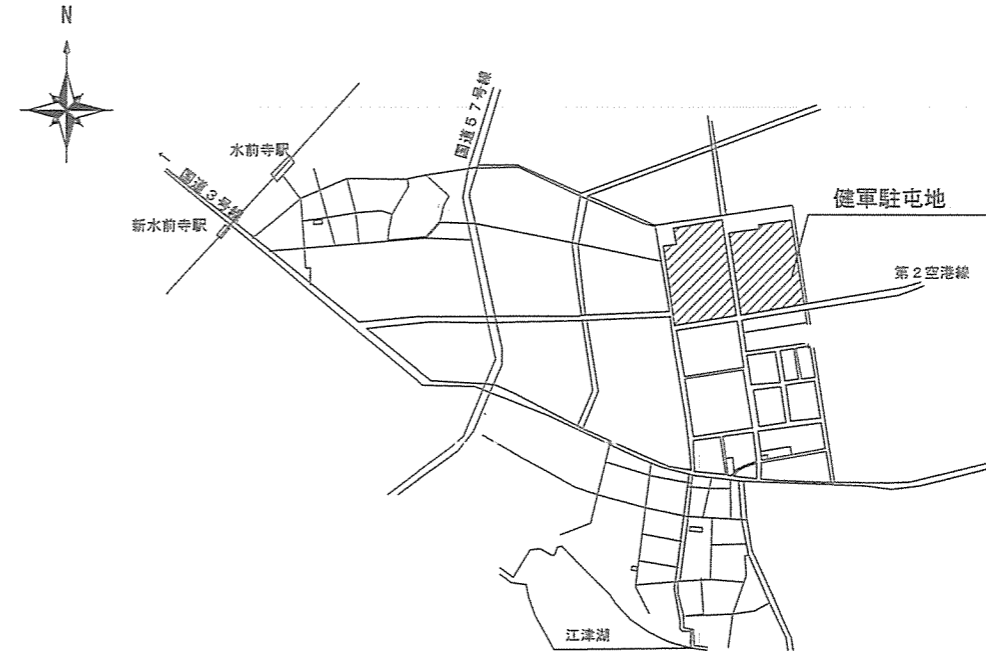 N
国道57号線
水前寺駅
国道3号線
新水前寺駅
健軍駐屯地
第2空港線
江津湖